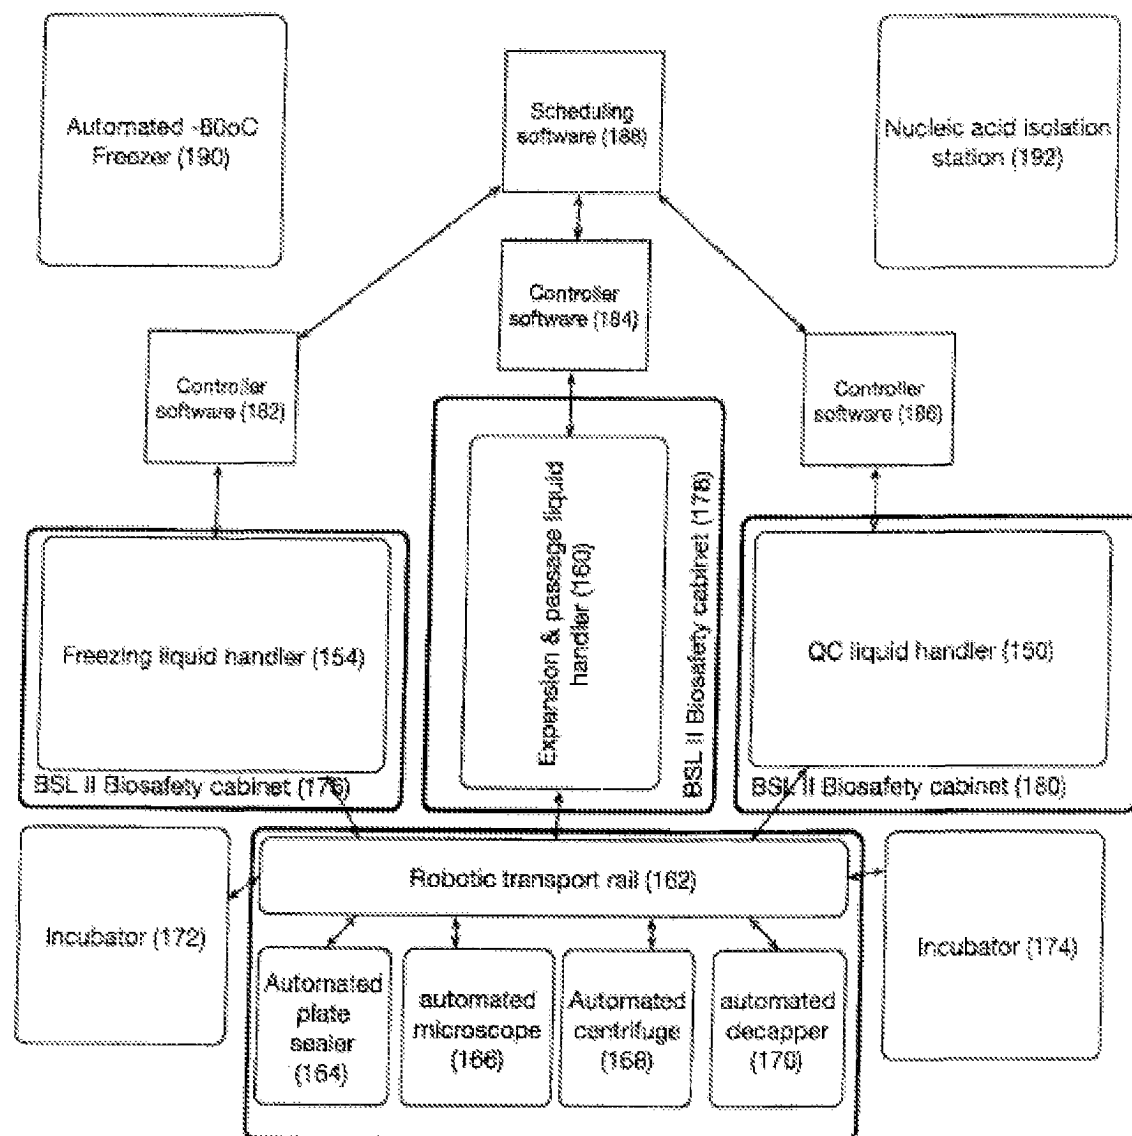 Automated -80oC
Freezer (190)
Scheduling
software (188)
Nucleic acid isolation
station (192)
Controller
software (184)
Controller
software (182)
Controller
software (186)
Expansion & passage liquid
handler (160)
BSL II Biosafety cabinet (178)
Freezing liquid handler (154)
BSL II Biosafety cabinet (176)
QC liquid handler (150)
BSL II Biosafety cabinet (180)
Robotic transport rail (162)
Incubator (172)
Incubator (174)
Automated
plate
sealer
(164)
automated
microscope
(166)
Automated
centrifuge
(168)
automated
decapper
(170)